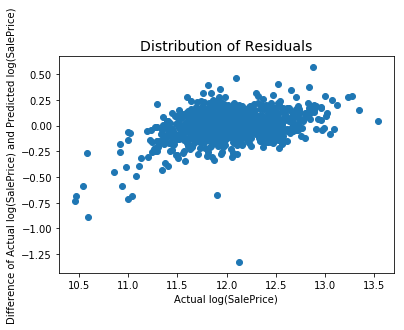 Distribution of Residuals
Difference of Actual log(SalePrice) and Predicted log(SalePrice)
0.50
0.25
0.00
−0.25
−0.50
−0.75
−1.00
−1.25
10.5 11.0 11.5 12.0 12.5 13.0 13.5
Actual log(SalePrice)